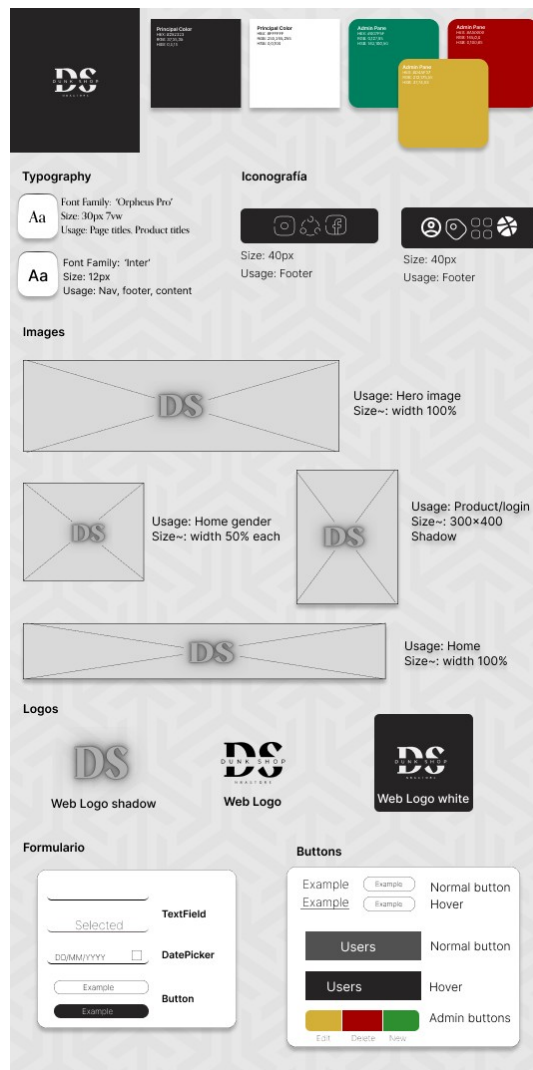 DS
DUNK SHOP
Principal Color
Principal Color
Admin Pane
Admin Pane
Admin Pane
Typography
Aa
Font Family: 'Orpheus Pro'
Size: 30px 7vw
Usage: Page titles. Product titles
Aa
Font Family: 'Inter'
Size: 12px
Usage: Nav, footer, content
Iconografía
Size: 40px
Usage: Footer
Size: 40px
Usage: Footer
Images
DS
Usage: Hero image
Size~: width 100%
DS
Usage: Home gender
Size~: width 50% each
DS
Usage: Product/login
Size~: 300x400
Shadow
DS
Usage: Home
Size~: width 100%
Logos
DS
Web Logo shadow
DS
DUNK SHOP
Web Logo
DS
DUNK SHOP
Web Logo white
Formulario
Selected
TextField
DD/MM/YYYY
DatePicker
Example
Example
Button
Buttons
Example
Example
Normal button
Example
Example
Hover
Users
Normal button
Users
Hover
Admin buttons
Edit
Delete
New